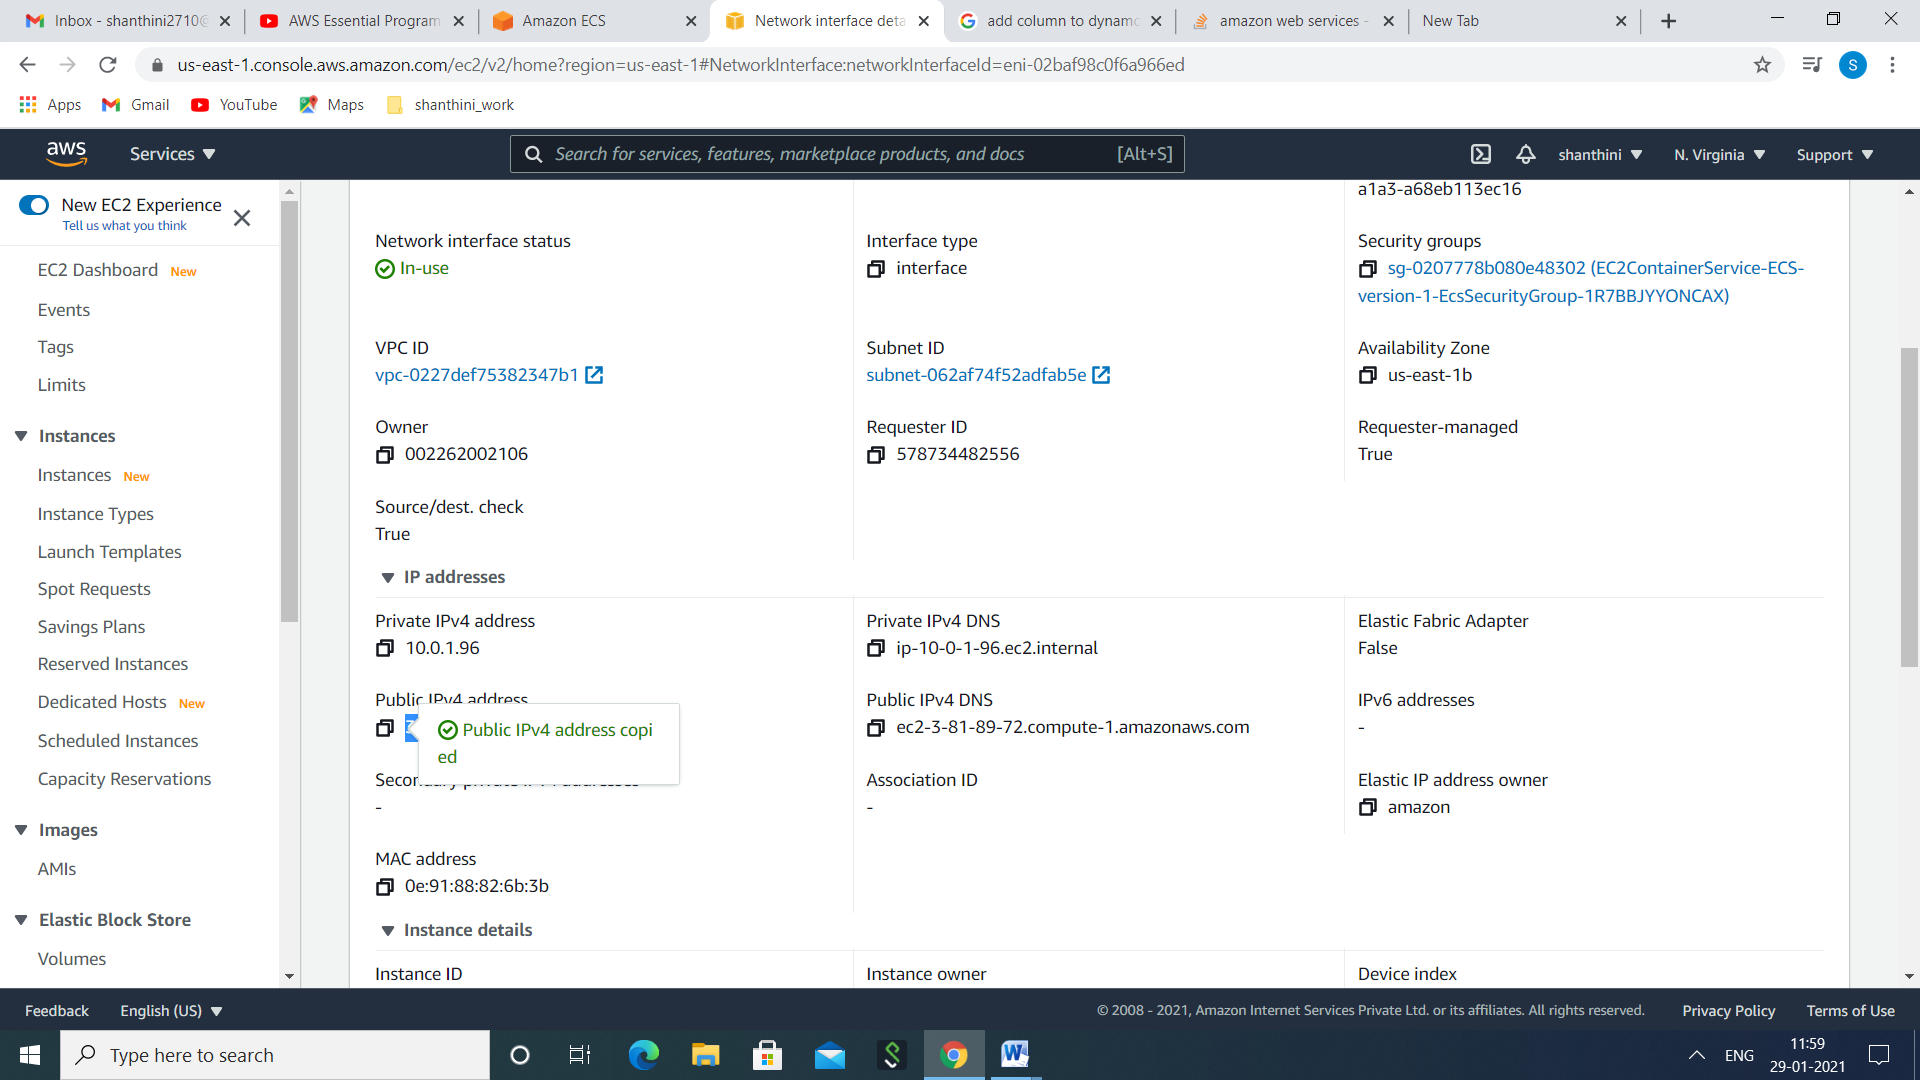 Inbox - shanthini2710@
AWS Essential Program
Amazon ECS
Network interface deta
add column to dynamo
amazon web services -
New Tab
us-east-1.console.aws.amazon.com/ec2/v2/home?region=us-east-1#NetworkInterface:networkInterfaceId=eni-02baf98c0f6a966ed
S
Apps
Gmail
YouTube
Maps
shanthini_work
aws
Services
Search for services, features, marketplace products, and docs
[Alt+S]
shanthini
N. Virginia
Support
New EC2 Experience
Tell us what you think
EC2 Dashboard New
Events
Tags
Limits
Instances
Instances New
Instance Types
Launch Templates
Spot Requests
Savings Plans
Reserved Instances
Dedicated Hosts New
Scheduled Instances
Capacity Reservations
Images
AMIs
Elastic Block Store
Volumes
a1a3-a68eb113ec16
Network interface status
In-use
Interface type
interface
Security groups
sg-0207778b080e48302 (EC2ContainerService-ECS-
version-1-EcsSecurityGroup-1R7BBJYYONCAX)
VPC ID
vpc-0227def75382347b1
Subnet ID
subnet-062af74f52adfab5e
Availability Zone
us-east-1b
Owner
002262002106
Requester ID
578734482556
Requester-managed
True
Source/dest. check
True
IP addresses
Private IPv4 address
10.0.1.96
Private IPv4 DNS
ip-10-0-1-96.ec2.internal
Elastic Fabric Adapter
False
Public IPv4 address
Public IPv4 address copi
ed
Public IPv4 DNS
ec2-3-81-89-72.compute-1.amazonaws.com
IPv6 addresses
-
Secondary private IPv4 addresses
-
Association ID
-
Elastic IP address owner
amazon
MAC address
0e:91:88:82:6b:3b
Instance details
Instance ID
Instance owner
Device index
Feedback
English (US)
© 2008 - 2021, Amazon Internet Services Private Ltd. or its affiliates. All rights reserved.
Privacy Policy
Terms of Use
Type here to search
ENG
11:59
29-01-2021